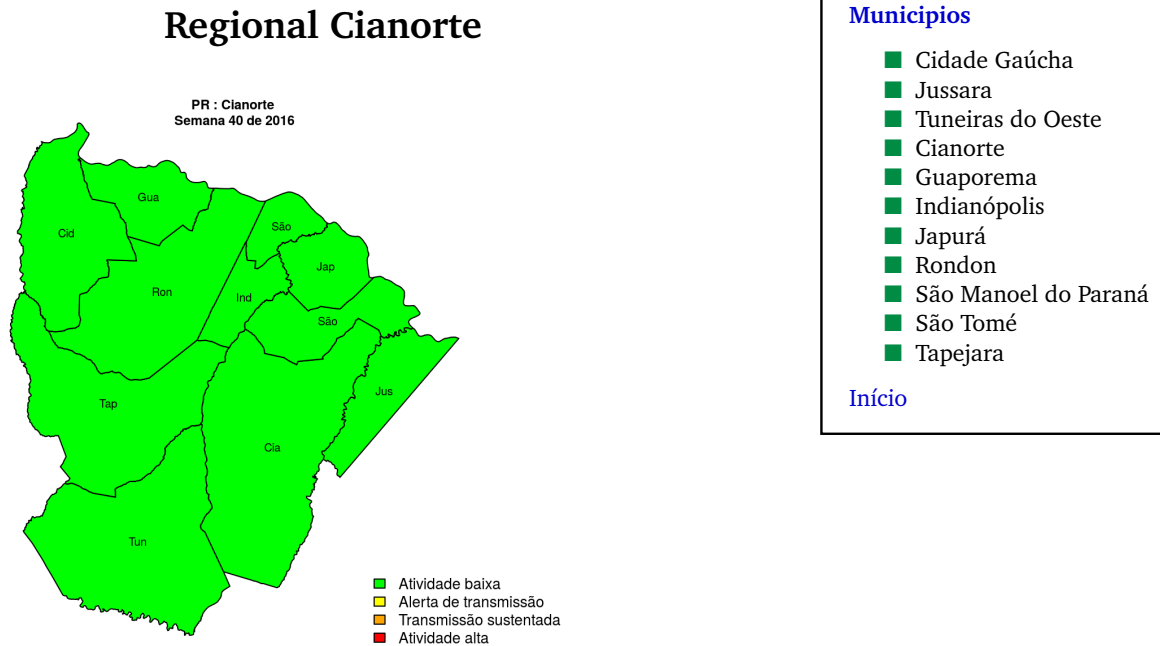 Regional Cianorte
PR : Cianorte
Semana 40 de 2016
Gua
Cid
São
Jap
Ron
Ind
São
Jus
Tap
Cia
Tun
Atividade baixa
Alerta de transmissão
Transmissão sustentada
Atividade alta
Municipios
Cidade Gaúcha
Jussara
Tuneiras do Oeste
Cianorte
Guaporema
Indianópolis
Japurá
Rondon
São Manoel do Paraná
São Tomé
Tapejara
Início